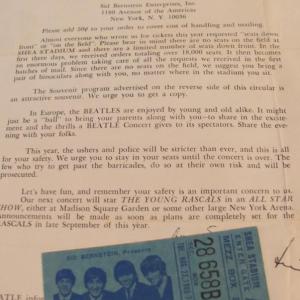 Sid Bernstein Enterprises, Inc.
1180 Avenue of the Americas
New York, N. Y. 10036
Please add 50¢ to your order to cover cost of handling and mailing.
Almost everyone who wrote us for tickets this year requested "seats down
front" or "on the field". Please bear in mind there are no seats on the field at
SHEA STADIUM and there are a limited number of seats down front. In the
first three days, we received orders totalling over 18,000 seats. It then becomes
an enormous problem taking care of all the requests we received in the first
batches of mail. Since there are no seats on the field, we suggest you bring a
pair of binoculars along with you, no matter where in the stadium you sit.
The Souvenir program advertised on the reverse side of this circular is
an attractive souvenir. We urge you to get a copy.
In Europe, the BEATLES are enjoyed by young and old alike. It might
just be a "ball" to bring your parents along with you--to share in the excite-
ment and the thrills a BEATLE Concert gives to its spectators. Share the eve-
ning with your folks.
This year, the ushers and police will be stricter than ever, and this is all
for your safety. We urge you to stay in your seats until the concert is over. The
few who try to get past the barricades, do so at their own risk and will be
prosecuted.
Let's have fun, and remember your safety is an important concern to us.
Our next concert will star THE YOUNG RASCALS in an ALL STAR
SHOW, either at Madison Square Garden or some other large New York Arena.
Announcements will be made as soon as plans are completely set for the
RASCALS in late September of this year.
SID BERNSTEIN, Presents
SHEA STADIUM
GATE
MEZZ. BOX
BEATLE